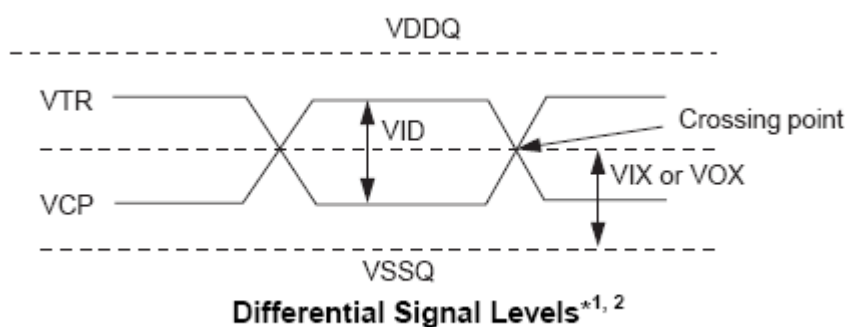 VDDQ
VTR
Crossing point
VID
VIX or VOX
VCP
VSSQ
Differential Signal Levels*1, 2